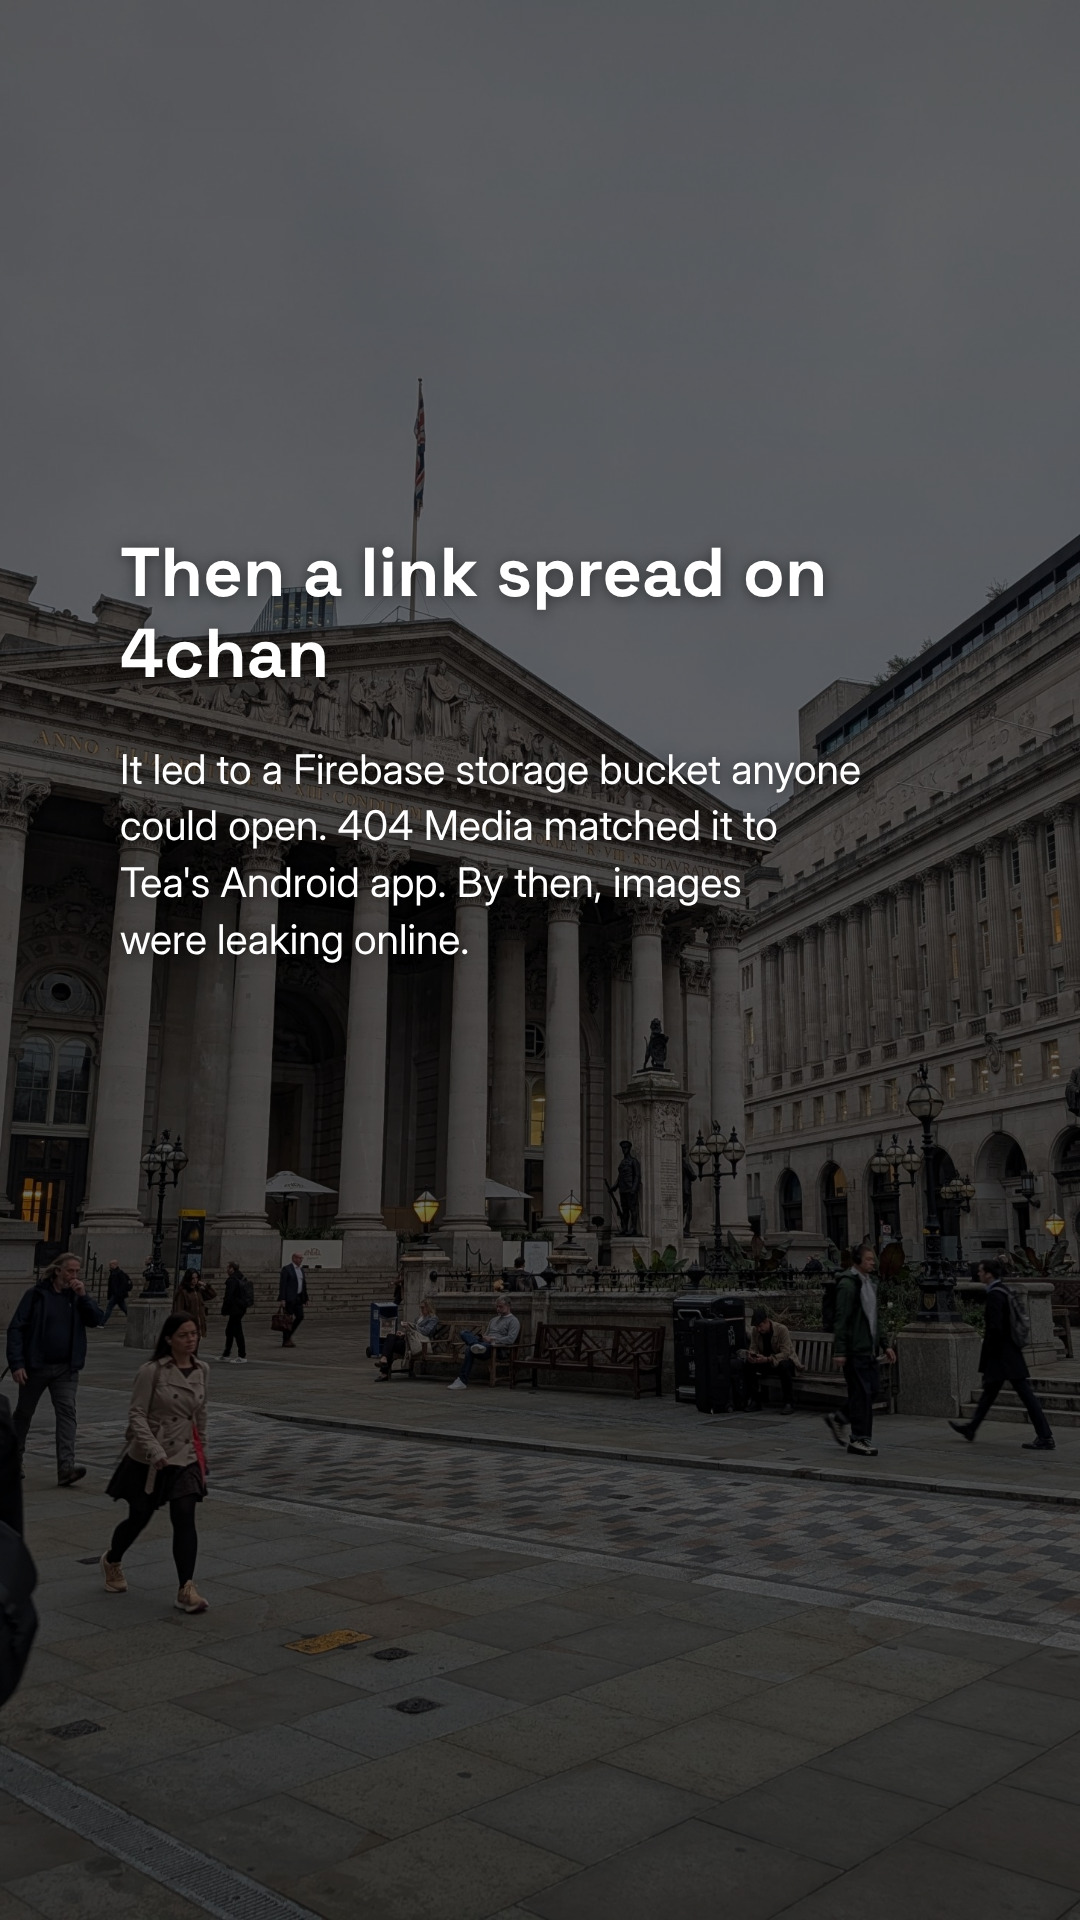 Then a link spread on
4chan
ANNO
It led to a Firebase storage bucket anyone
could open. 404 Media matched it to
Tea's Android app. By then, images
were leaking online.